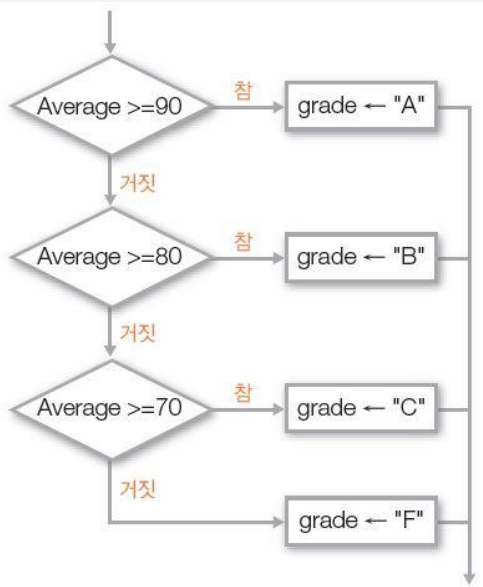 Average >=90
참
grade ← "A"
거짓
Average >=80
참
grade ← "B"
거짓
Average >=70
참
grade ← "C"
거짓
grade ← "F"